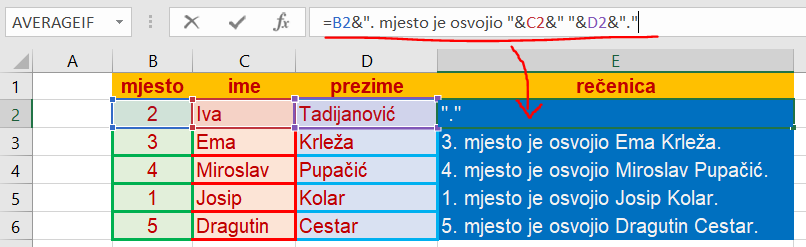 AVERAGEIF fx =B2&". mjesto je osvojio "&C2&" "&D2&"."
A B C D E
1 mjesto ime prezime rečenica
2 2 Iva Tadijanović "."
3 3 Ema Krleža 3. mjesto je osvojio Ema Krleža.
4 4 Miroslav Pupačić 4. mjesto je osvojio Miroslav Pupačić.
5 1 Josip Kolar 1. mjesto je osvojio Josip Kolar.
6 5 Dragutin Cestar 5. mjesto je osvojio Dragutin Cestar.